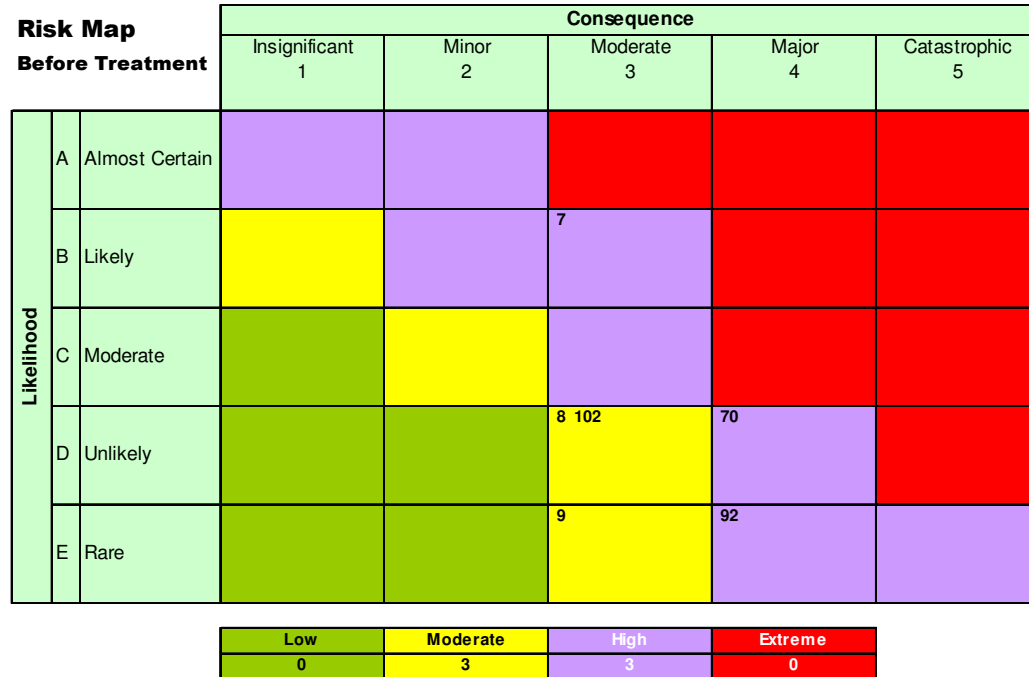 Risk Map
Before Treatment
Consequence
Insignificant
1
Minor
2
Moderate
3
Major
4
Catastrophic
5
Likelihood
A Almost Certain
B Likely
7
C Moderate
D Unlikely
8 102
70
E Rare
9
92
Low Moderate High Extreme
0 3 3 0